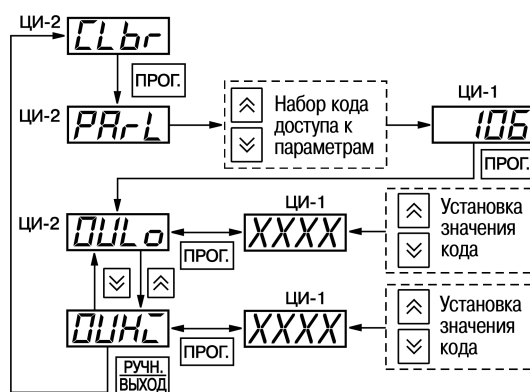 ЦИ-2
CLbr
ПРОГ.
ЦИ-2
PArL
Набор кода
доступа к
параметрам
ЦИ-1
106
ПРОГ.
ЦИ-2
OULo
ПРОГ.
ЦИ-1
XXXX
Установка
значения
кода
OUHi
ПРОГ.
ЦИ-1
XXXX
Установка
значения
кода
РУЧН.
ВЫХОД